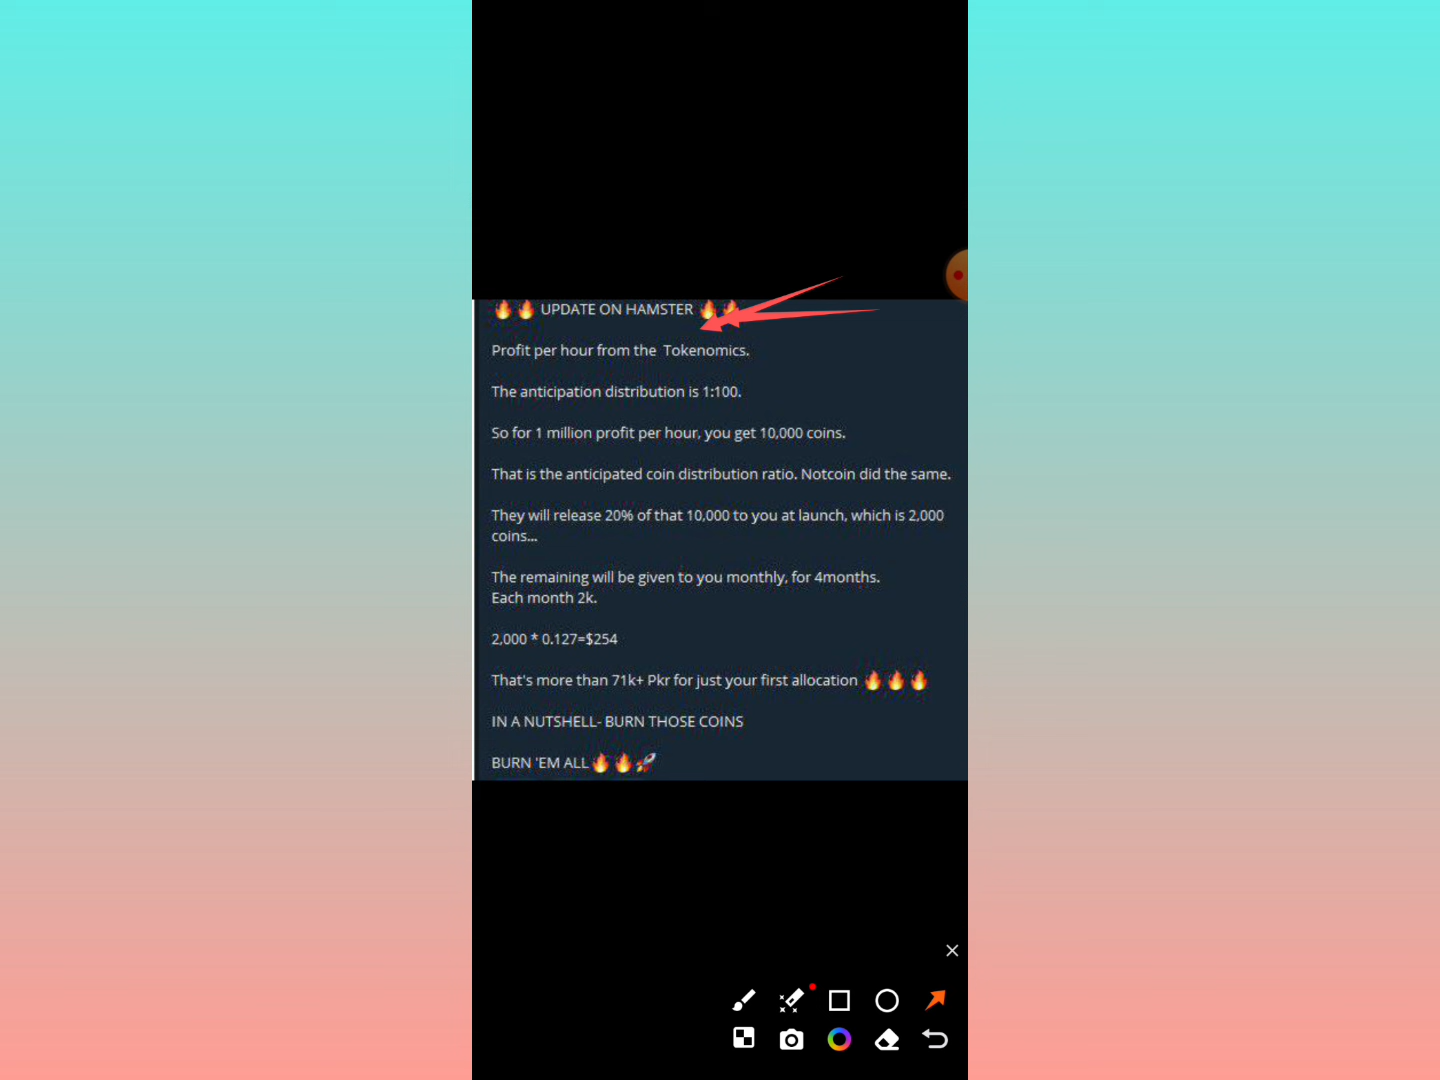 🔥🔥 UPDATE ON HAMSTER 🔥🔥
Profit per hour from the  Tokenomics.
The anticipation distribution is 1:100.
So for 1 million profit per hour, you get 10,000 coins.
That is the anticipated coin distribution ratio. Notcoin did the same.
They will release 20% of that 10,000 to you at launch, which is 2,000
coins...
The remaining will be given to you monthly, for 4months.
Each month 2k.
2,000 * 0.127=$254
That's more than 71k+ Pkr for just your first allocation 🔥🔥🔥
IN A NUTSHELL- BURN THOSE COINS
BURN 'EM ALL🔥🔥🚀